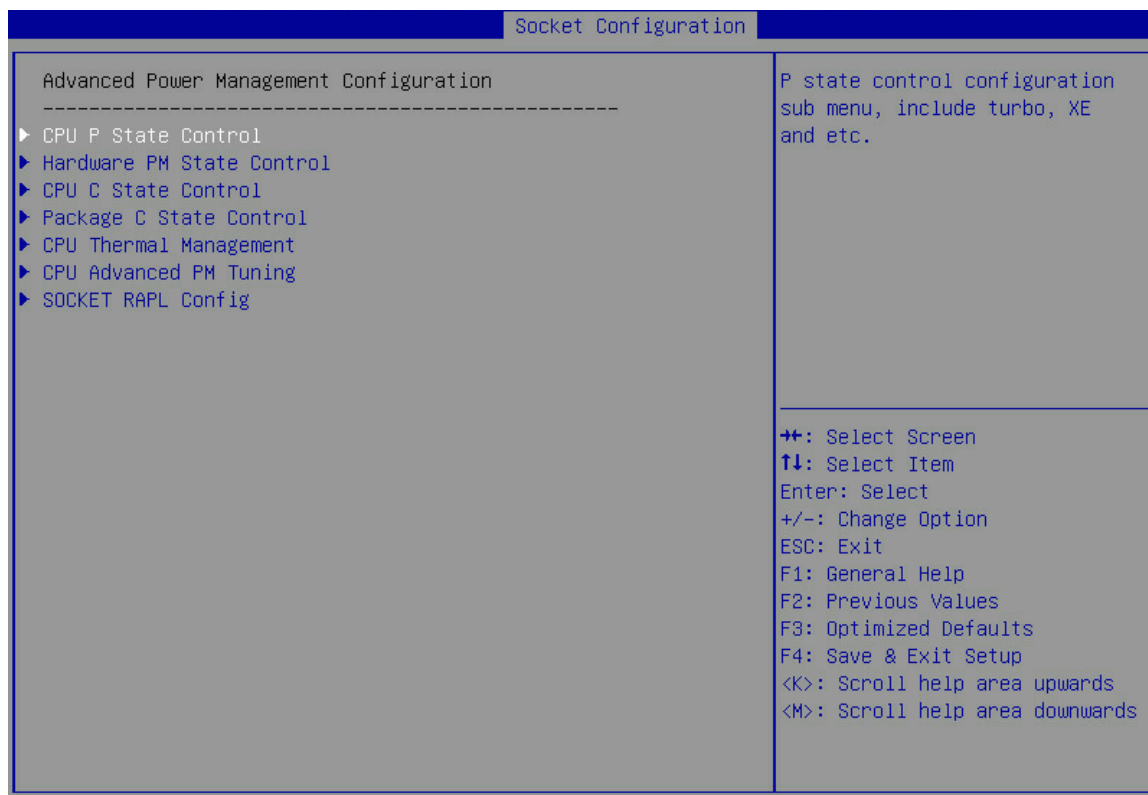 Socket Configuration
Advanced Power Management Configuration
--------------------------------------------------
CPU P State Control
Hardware PM State Control
CPU C State Control
Package C State Control
CPU Thermal Management
CPU Advanced PM Tuning
SOCKET RAPL Config
P state control configuration
sub menu, include turbo, XE
and etc.
→←: Select Screen
↑↓: Select Item
Enter: Select
+/-: Change Option
ESC: Exit
F1: General Help
F2: Previous Values
F3: Optimized Defaults
F4: Save & Exit Setup
<K>: Scroll help area upwards
<M>: Scroll help area downwards